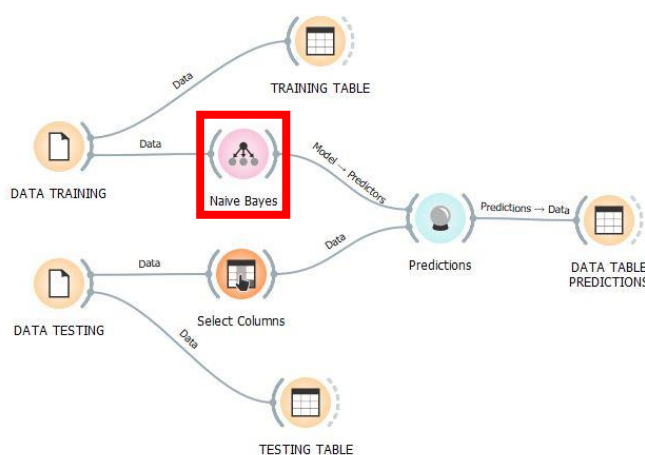 Data
TRAINING TABLE
Data
Naive Bayes
DATA TRAINING
Model → Predictors
Predictions → Data
Data
Predictions
DATA TABLE
PREDICTIONS
Data
Select Columns
DATA TESTING
Data
TESTING TABLE